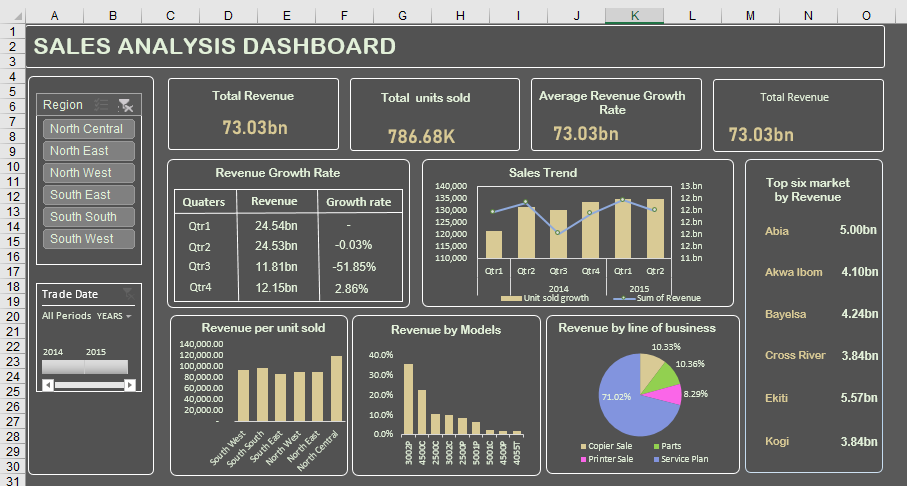 A B C D E F G H I J K L M N O
1
2
3
4
5
6
7
8
9
10
11
12
13
14
15
16
17
18
19
20
21
22
23
24
25
26
27
28
29
30
31
SALES ANALYSIS DASHBOARD
Region
North Central
North East
North West
South East
South South
South West
Trade Date
All Periods YEARS
2014 2015
Total Revenue
73.03bn
Total units sold
786.68K
Average Revenue Growth
Rate
73.03bn
Total Revenue
73.03bn
Revenue Growth Rate
Quaters Revenue Growth rate
Qtr1 24.54bn -
Qtr2 24.53bn -0.03%
Qtr3 11.81bn -51.85%
Qtr4 12.15bn 2.86%
Sales Trend
140,000 13.bn
135,000 12.bn
130,000 12.bn
125,000 12.bn
120,000 12.bn
115,000 12.bn
110,000 11.bn
Qtr1 Qtr2 Qtr3 Qtr4 Qtr1 Qtr2
2014 2015
Unit sold growth Sum of Revenue
Top six market
by Revenue
Abia 5.00bn
Akwa Ibom 4.10bn
Bayelsa 4.24bn
Cross River 3.84bn
Ekiti 5.57bn
Kogi 3.84bn
Revenue per unit sold
140,000.00
120,000.00
100,000.00
80,000.00
60,000.00
40,000.00
20,000.00
-
South West
South South
South East
North West
North East
North Central
Revenue by Models
40.0%
30.0%
20.0%
10.0%
0.0%
3002P
4500C
2500C
3002C
2500P
5001P
5001C
4500P
4055T
Revenue by line of business
10.33%
10.36%
8.29%
71.02%
Copier Sale Parts
Printer Sale Service Plan